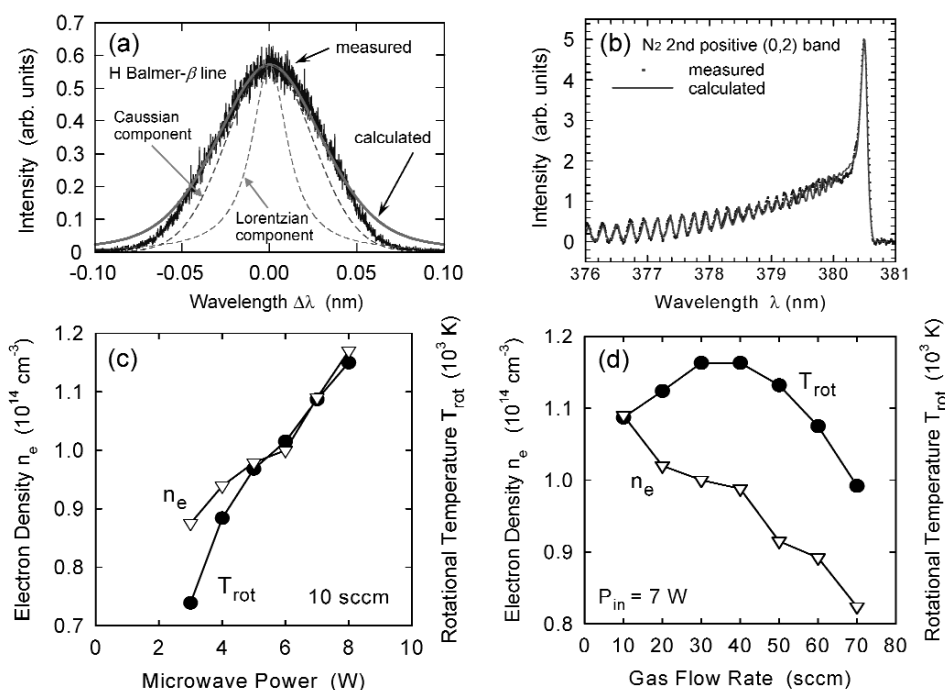 (a)
H Balmer-β line
measured
Gaussian
component
calculated
Lorentzian
component
Intensity (arb. units)
0.7
0.6
0.5
0.4
0.3
0.2
0.1
0
-0.10 -0.05 0.00 0.05 0.10
Wavelength Δλ (nm)
(b)
N2 2nd positive (0,2) band
measured
calculated
Intensity (arb. units)
5
4
3
2
1
0
376 377 378 379 380 381
Wavelength λ (nm)
(c)
Electron Density ne (10^14 cm^-3)
1.2
1.1
1.0
0.9
0.8
0.7
ne
Trot
10 sccm
0 2 4 6 8 10
Microwave Power (W)
Rotational Temperature Trot (10^3 K)
(d)
Electron Density ne (10^14 cm^-3)
1.2
1.1
1.0
0.9
0.8
Trot
ne
Pin = 7 W
0 10 20 30 40 50 60 70 80
Gas Flow Rate (sccm)
Rotational Temperature Trot (10^3 K)